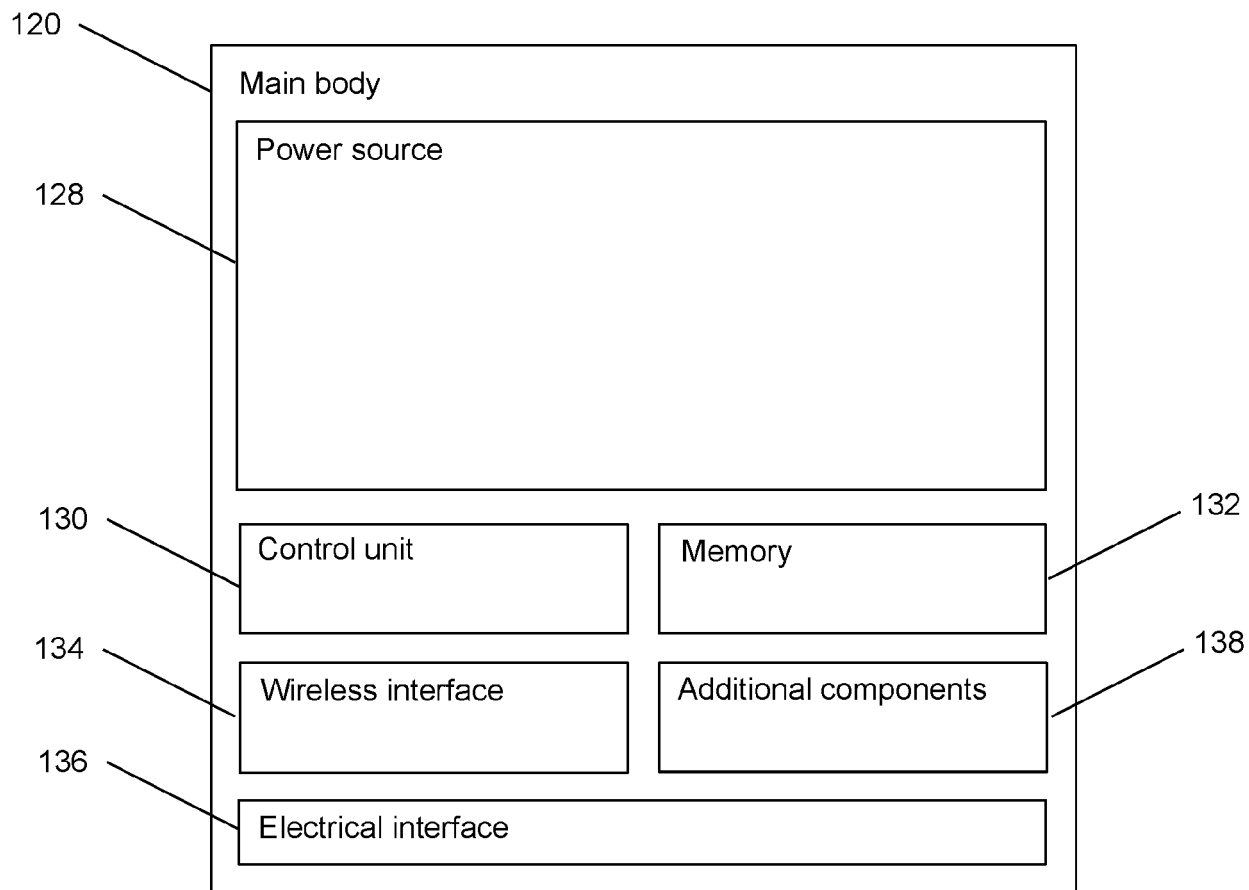 120
Main body
Power source
128
130
Control unit
Memory
132
134
Wireless interface
Additional components
138
136
Electrical interface